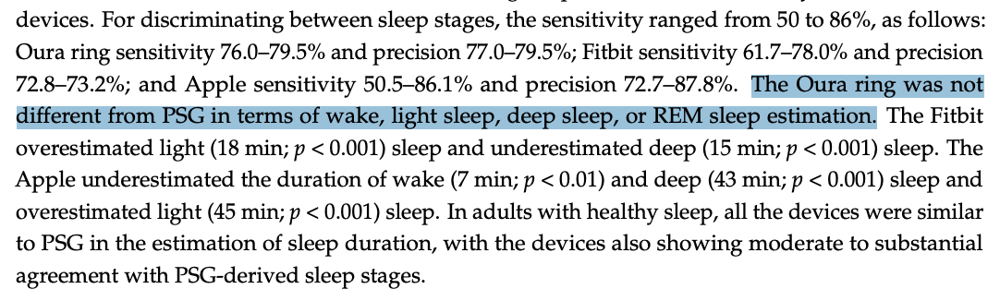 devices. For discriminating between sleep stages, the sensitivity ranged from 50 to 86%, as follows:
Oura ring sensitivity 76.0–79.5% and precision 77.0–79.5%; Fitbit sensitivity 61.7–78.0% and precision
72.8–73.2%; and Apple sensitivity 50.5–86.1% and precision 72.7–87.8%. The Oura ring was not
different from PSG in terms of wake, light sleep, deep sleep, or REM sleep estimation. The Fitbit
overestimated light (18 min; p < 0.001) sleep and underestimated deep (15 min; p < 0.001) sleep. The
Apple underestimated the duration of wake (7 min; p < 0.01) and deep (43 min; p < 0.001) sleep and
overestimated light (45 min; p < 0.001) sleep. In adults with healthy sleep, all the devices were similar
to PSG in the estimation of sleep duration, with the devices also showing moderate to substantial
agreement with PSG-derived sleep stages.